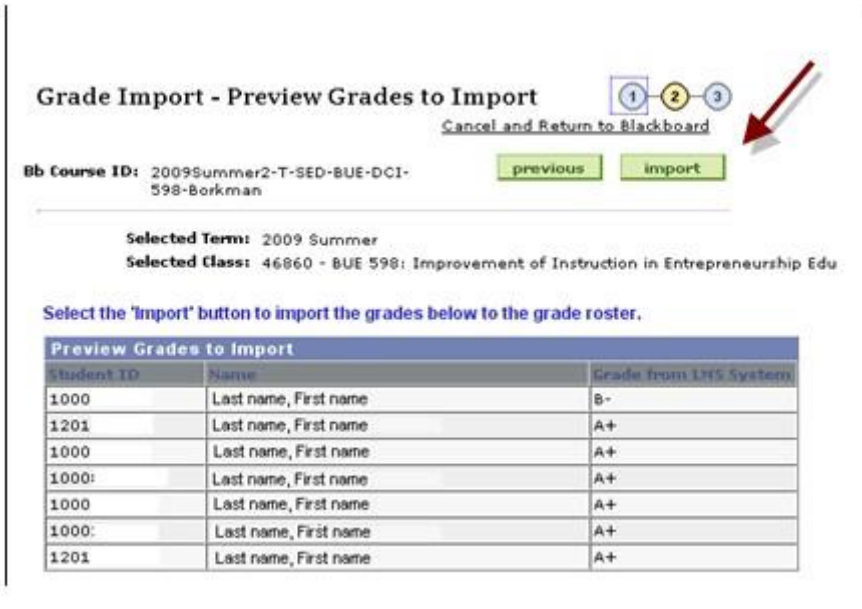 Grade Import - Preview Grades to Import
1 2 3
Cancel and Return to Blackboard
Bb Course ID: 2009Summer2-T-SED-BUE-DCI-
598-Borkman
previous import
Selected Term: 2009 Summer
Selected Class: 46860 - BUE 598: Improvement of Instruction in Entrepreneurship Edu
Select the 'Import' button to import the grades below to the grade roster.
Preview Grades to Import
Student ID Name Grade from LMS System
1000 Last name, First name B-
1201 Last name, First name A+
1000 Last name, First name A+
1000: Last name, First name A+
1000 Last name, First name A+
1000: Last name, First name A+
1201 Last name, First name A+